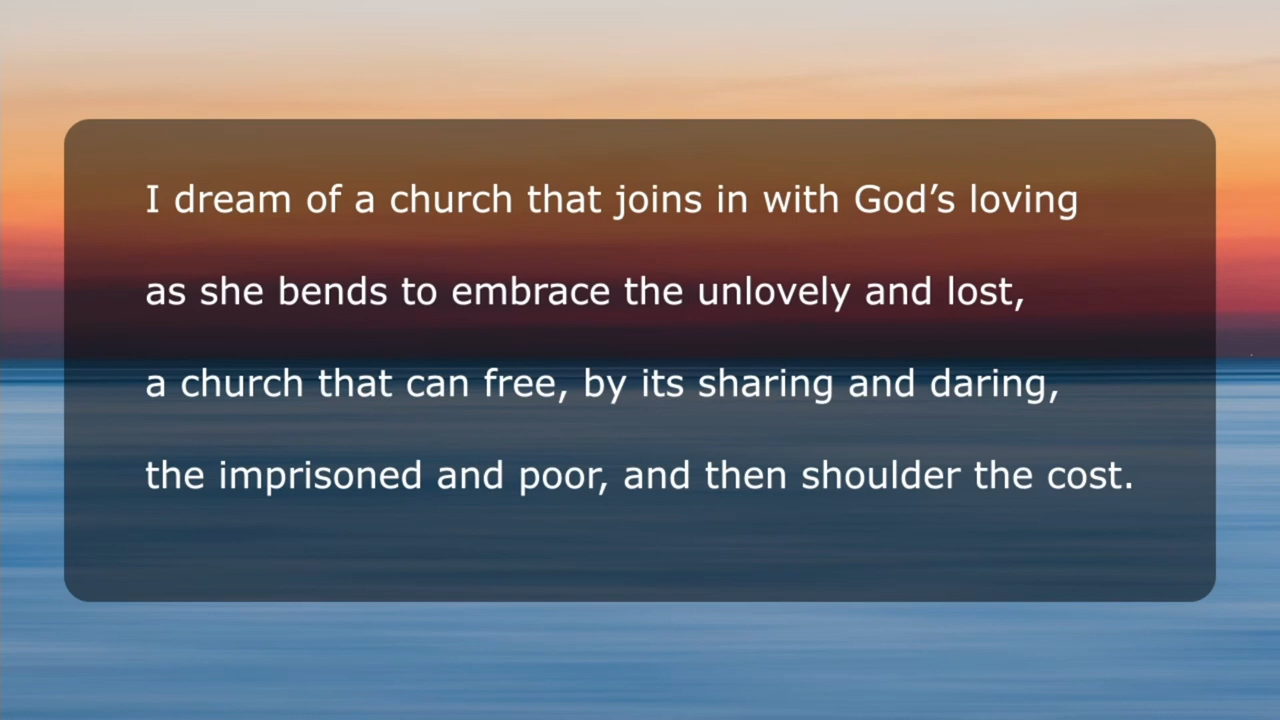 I dream of a church that joins in with God’s loving
as she bends to embrace the unlovely and lost,
a church that can free, by its sharing and daring,
the imprisoned and poor, and then shoulder the cost.